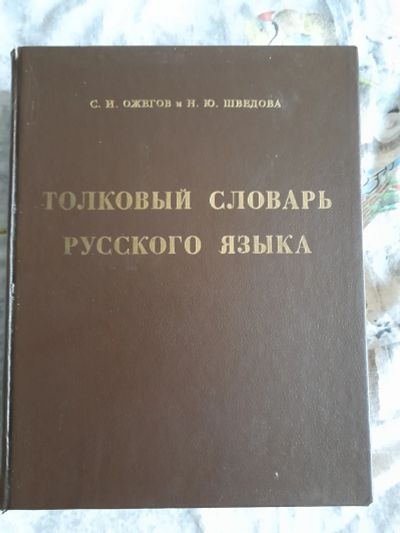 С. И. ОЖЕГОВ и Н. Ю. ШВЕДОВА
ТОЛКОВЫЙ СЛОВАРЬ
РУССКОГО ЯЗЫКА